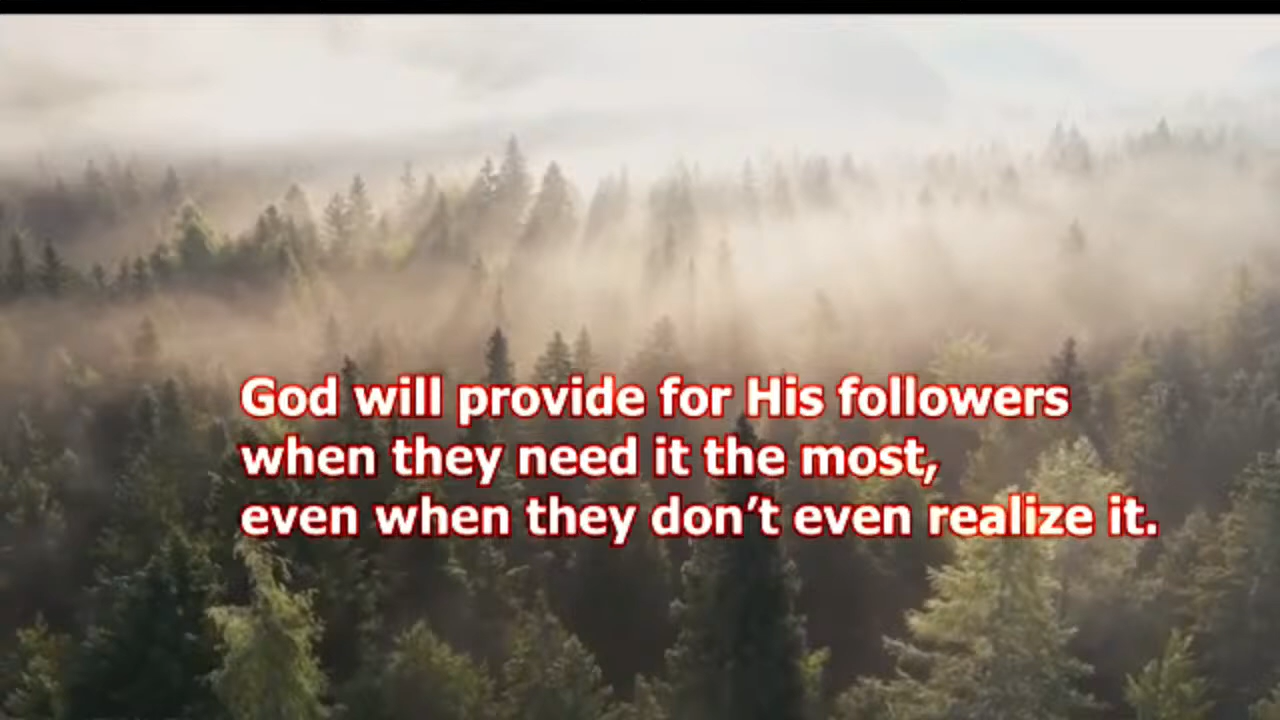 God will provide for His followers
when they need it the most,
even when they don’t even realize it.